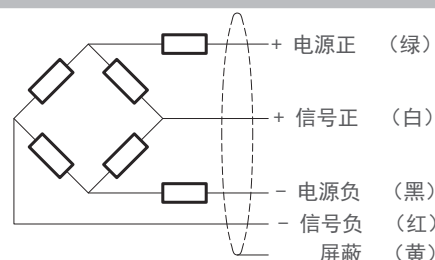 + 电源正 （绿）
+ 信号正 （白）
− 电源负 （黑）
− 信号负 （红）
屏蔽 （黄）